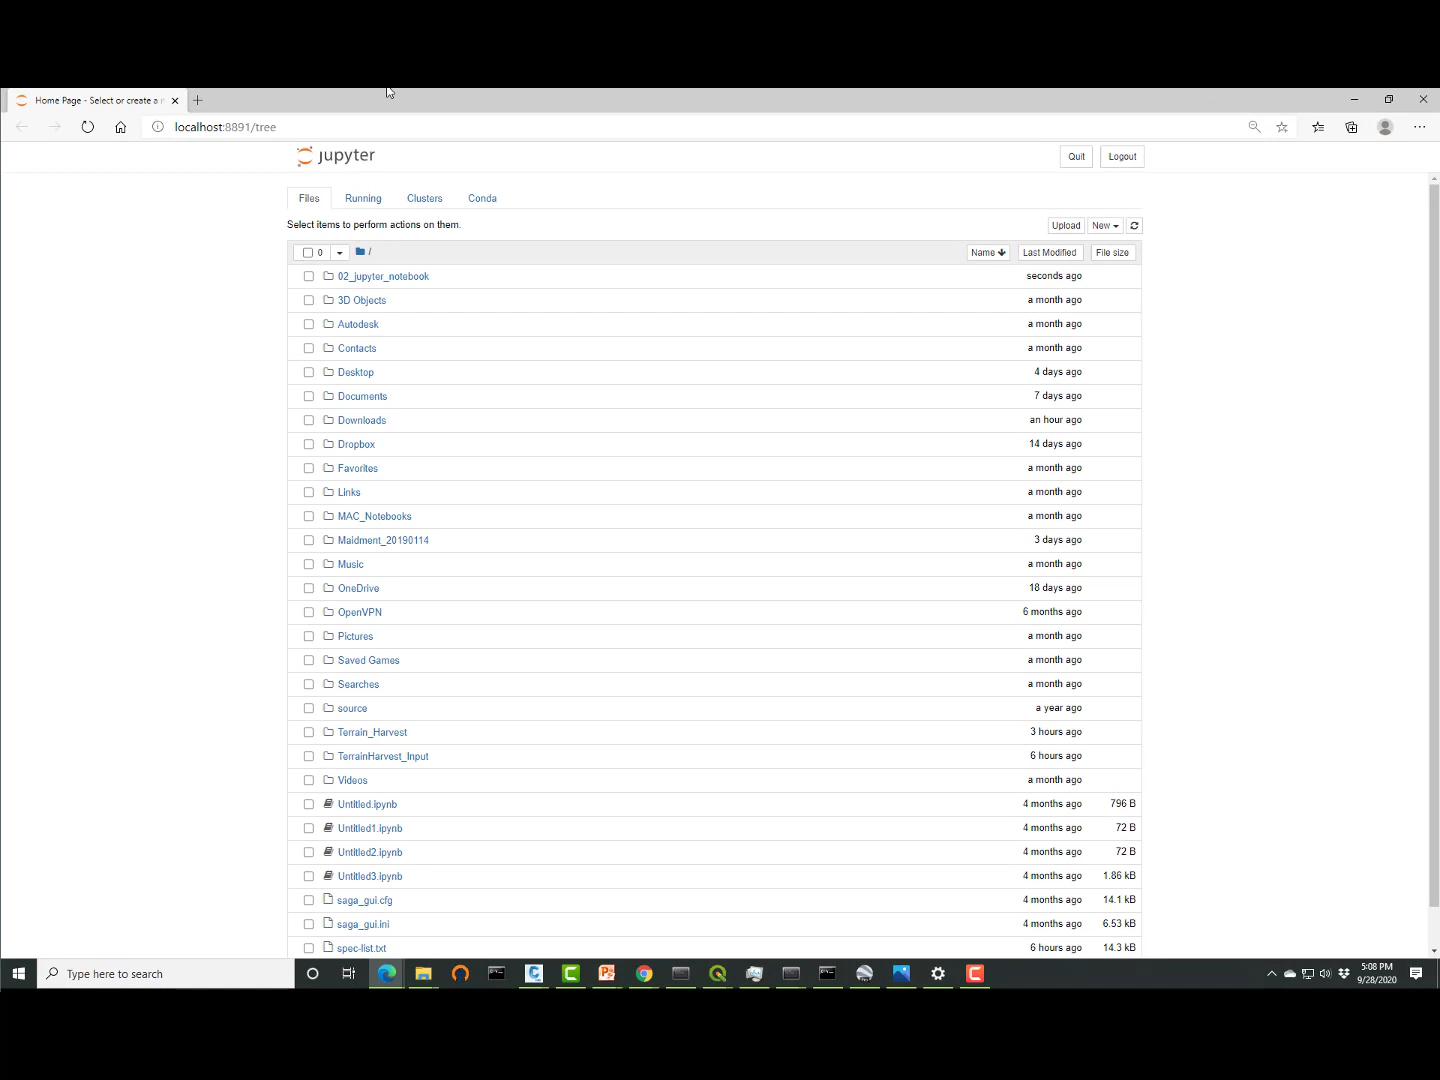 Home Page - Select or create a n
localhost:8891/tree
jupyter
Quit
Logout
Files
Running
Clusters
Conda
Select items to perform actions on them.
Upload
New
0
/
Name
Last Modified
File size
02_jupyter_notebook
seconds ago
3D Objects
a month ago
Autodesk
a month ago
Contacts
a month ago
Desktop
4 days ago
Documents
7 days ago
Downloads
an hour ago
Dropbox
14 days ago
Favorites
a month ago
Links
a month ago
MAC_Notebooks
a month ago
Maidment_20190114
3 days ago
Music
a month ago
OneDrive
18 days ago
OpenVPN
6 months ago
Pictures
a month ago
Saved Games
a month ago
Searches
a month ago
source
a year ago
Terrain_Harvest
3 hours ago
TerrainHarvest_Input
6 hours ago
Videos
a month ago
Untitled.ipynb
4 months ago
796 B
Untitled1.ipynb
4 months ago
72 B
Untitled2.ipynb
4 months ago
72 B
Untitled3.ipynb
4 months ago
1.86 kB
saga_gui.cfg
4 months ago
14.1 kB
saga_gui.ini
4 months ago
6.53 kB
spec-list.txt
6 hours ago
14.3 kB
Type here to search
5:08 PM
9/28/2020